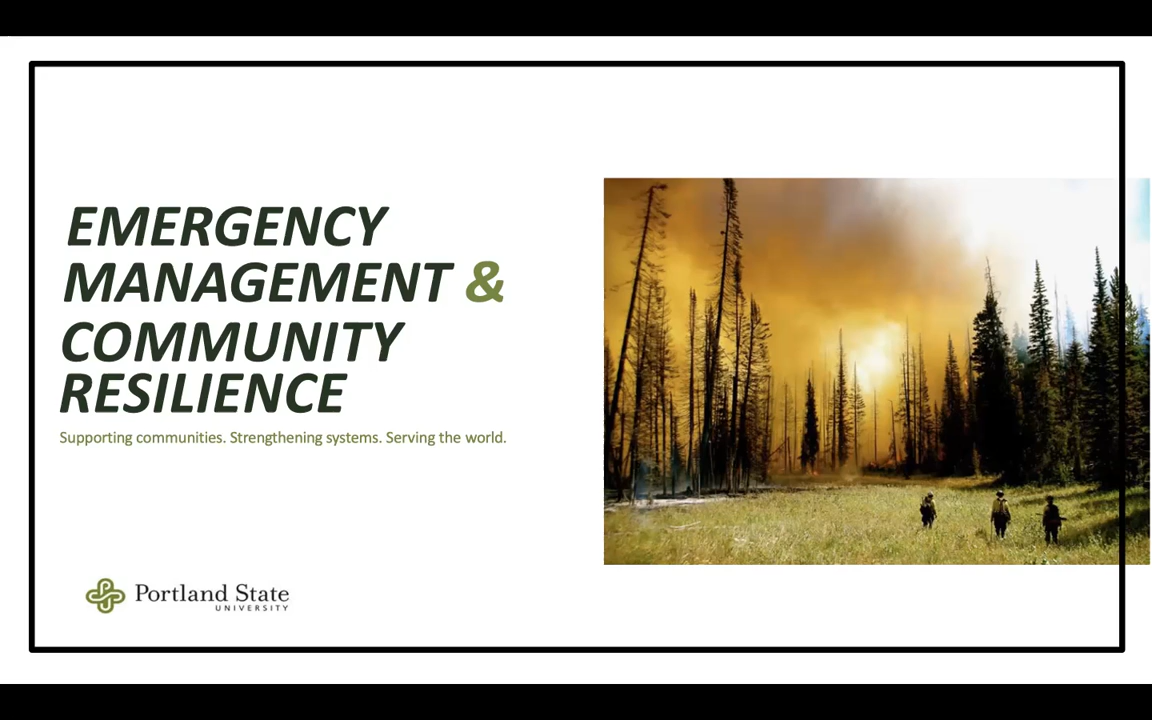 EMERGENCY
MANAGEMENT &
COMMUNITY
RESILIENCE
Supporting communities. Strengthening systems. Serving the world.
Portland State
UNIVERSITY